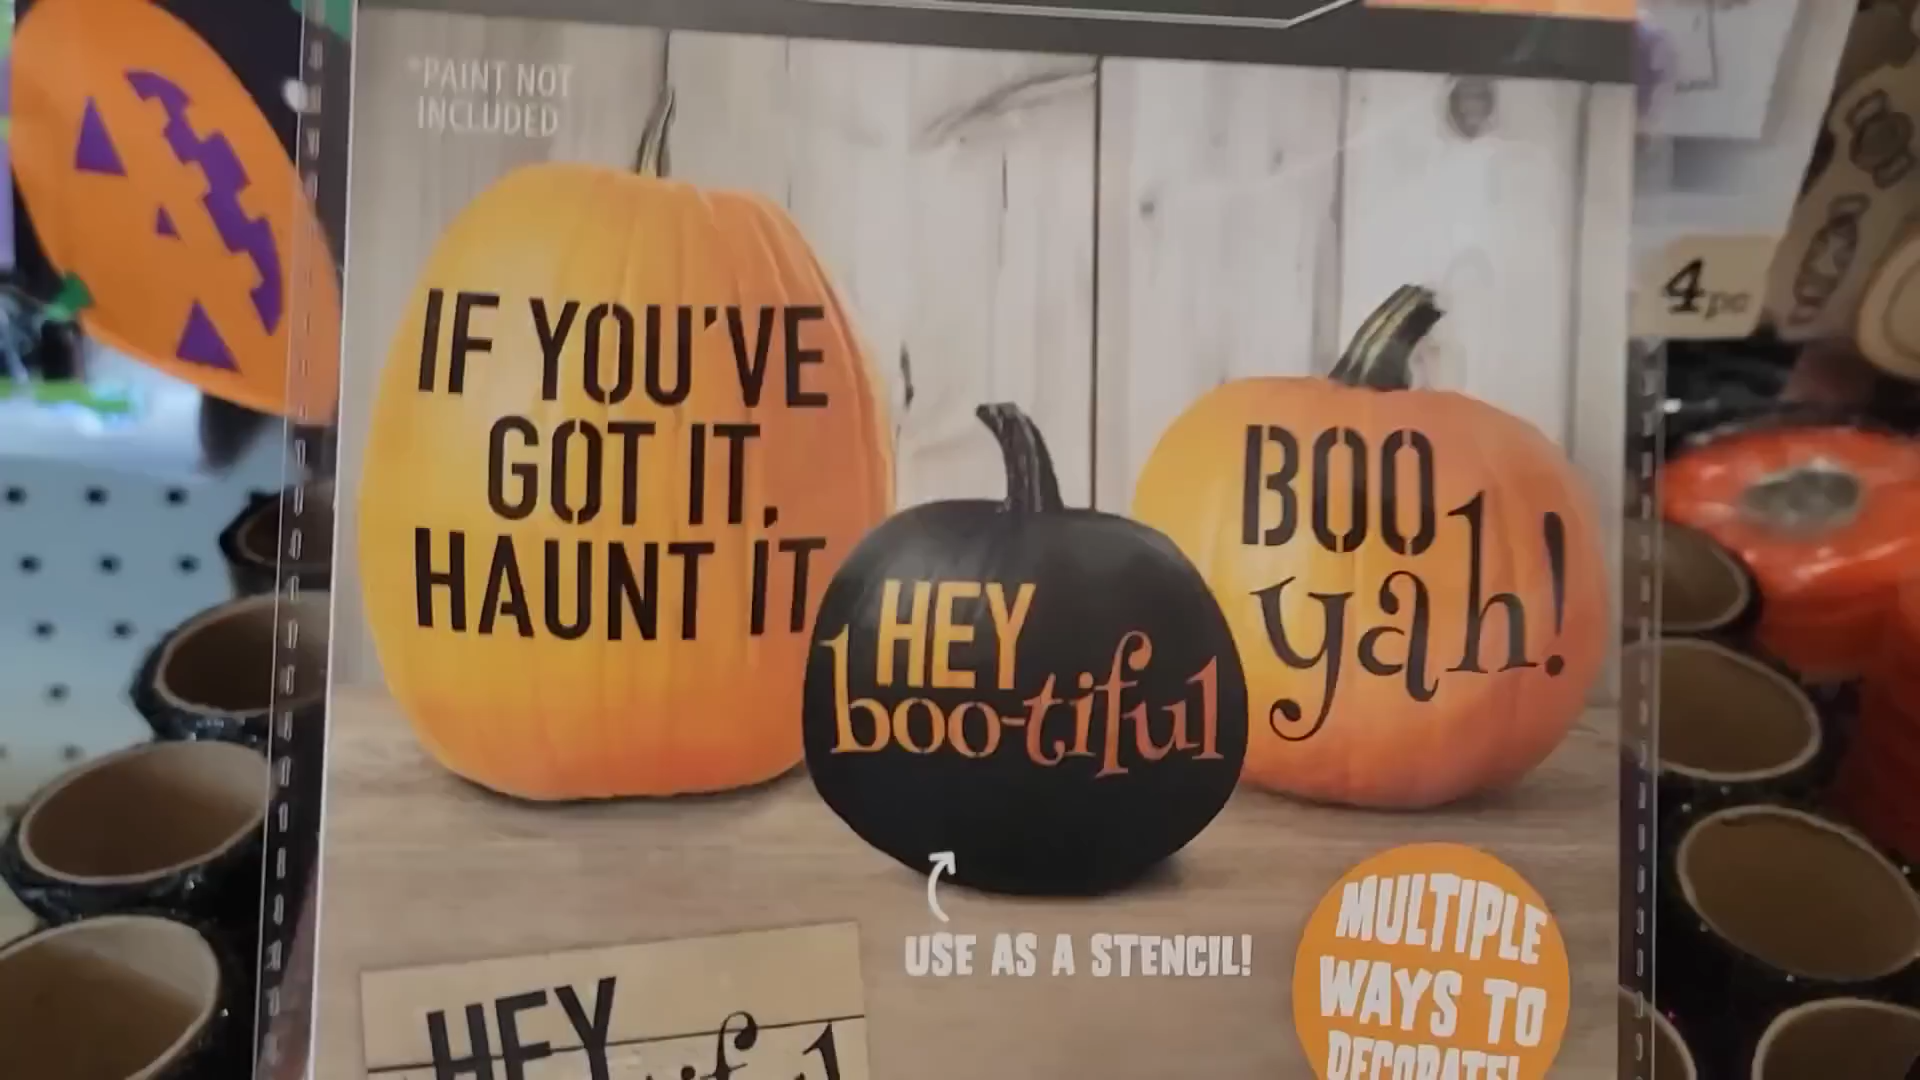 *PAINT NOT
INCLUDED
IF YOU'VE
GOT IT,
HAUNT IT
HEY
boo-tiful
BOO
yah!
4pc
USE AS A STENCIL!
MULTIPLE
WAYS TO
DECORATE!
HEY